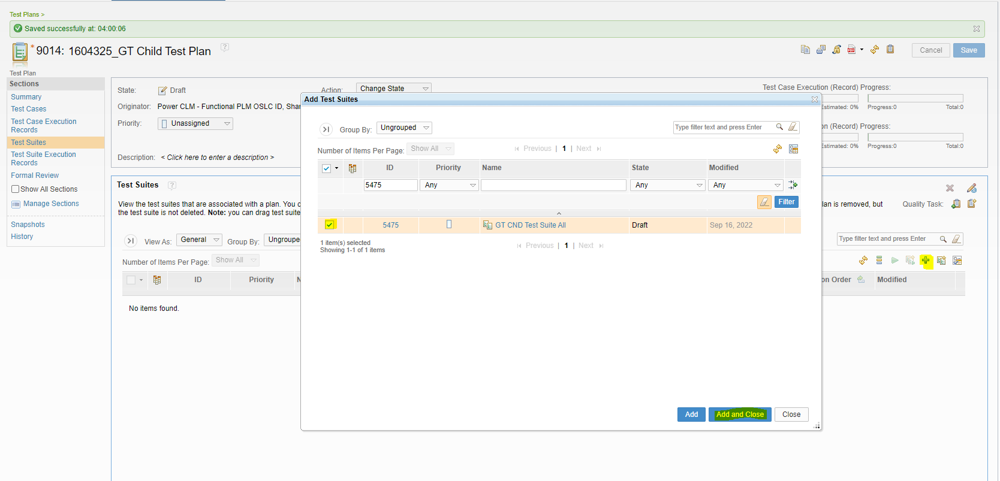 Test Plans >
Saved successfully at: 04:00:06
* 9014: 1604325_GT Child Test Plan ?
PDF
Cancel Save
Test Plan
Sections
Summary
Test Cases
Test Case Execution
Records
Test Suites
Test Suite Execution
Records
Formal Review
Show All Sections
Manage Sections
Snapshots
History
State: Draft
Action: Change State
Originator: Power CLM - Functional PLM OSLC ID, Shar
Priority: Unassigned
Description: < Click here to enter a description >
Test Case Execution (Record) Progress:
Estimated: 0% Progress:0 Total:0
on (Record) Progress:
Estimated: 0% Progress:0 Total:0
Test Suites ?
View the test suites that are associated with a plan. You c
lan is removed, but
the test suite is not deleted. Note: you can drag test suite
Quality Task:
View As: General Group By: Ungroupe
Type filter text and press Enter
Number of Items Per Page: Show All
ID Priority N
on Order Modified
No items found.
Add Test Suites
Group By: Ungrouped
Type filter text and press Enter
Number of Items Per Page: Show All
Previous | 1 | Next
ID Priority Name State Modified
5475 Any Any Any
Filter
5475 GT CND Test Suite All Draft Sep 16, 2022
1 item(s) selected
Showing 1-1 of 1 items
Previous | 1 | Next
Add Add and Close Close